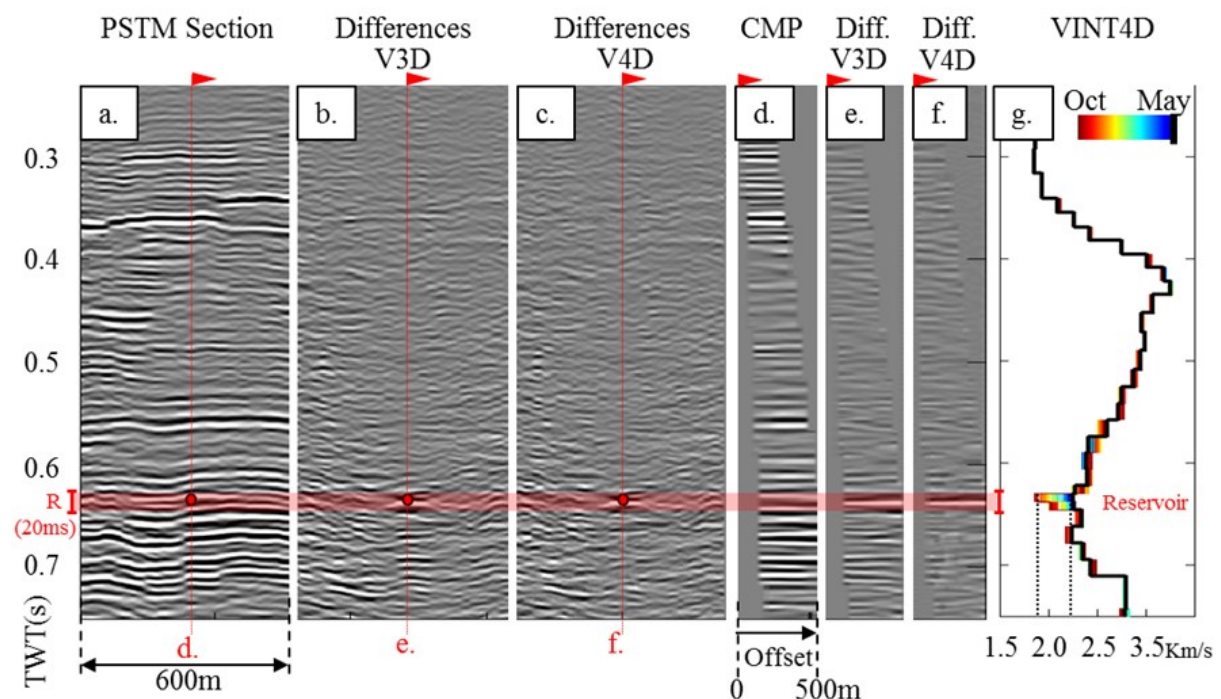 PSTM Section
Differences
V3D
Differences
V4D
CMP
Diff.
V3D
Diff.
V4D
VINT4D
a.
b.
c.
d.
e.
f.
g.
Oct May
0.3
0.4
0.5
0.6
R
(20ms)
0.7
TWT(s)
Reservoir
d.
e.
f.
600m
Offset
0 500m
1.5 2.0 2.5 3.5 Km/s